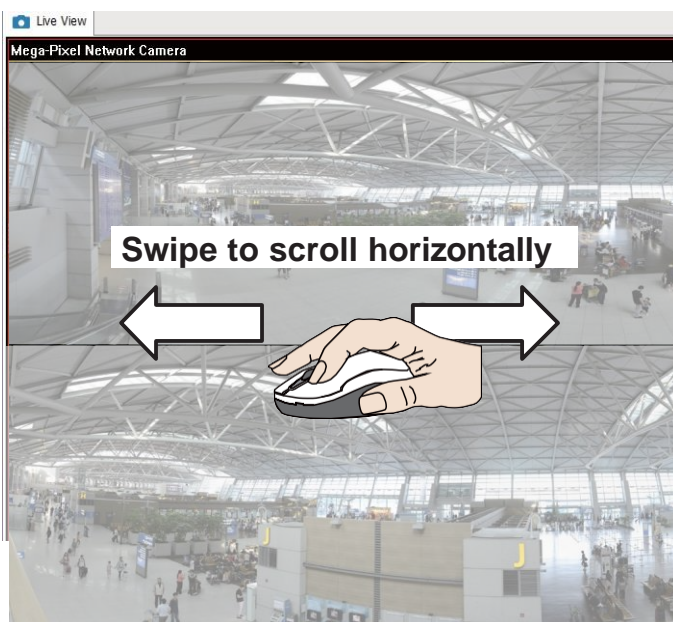 Live View
Mega-Pixel Network Camera
Swipe to scroll horizontally
J
J